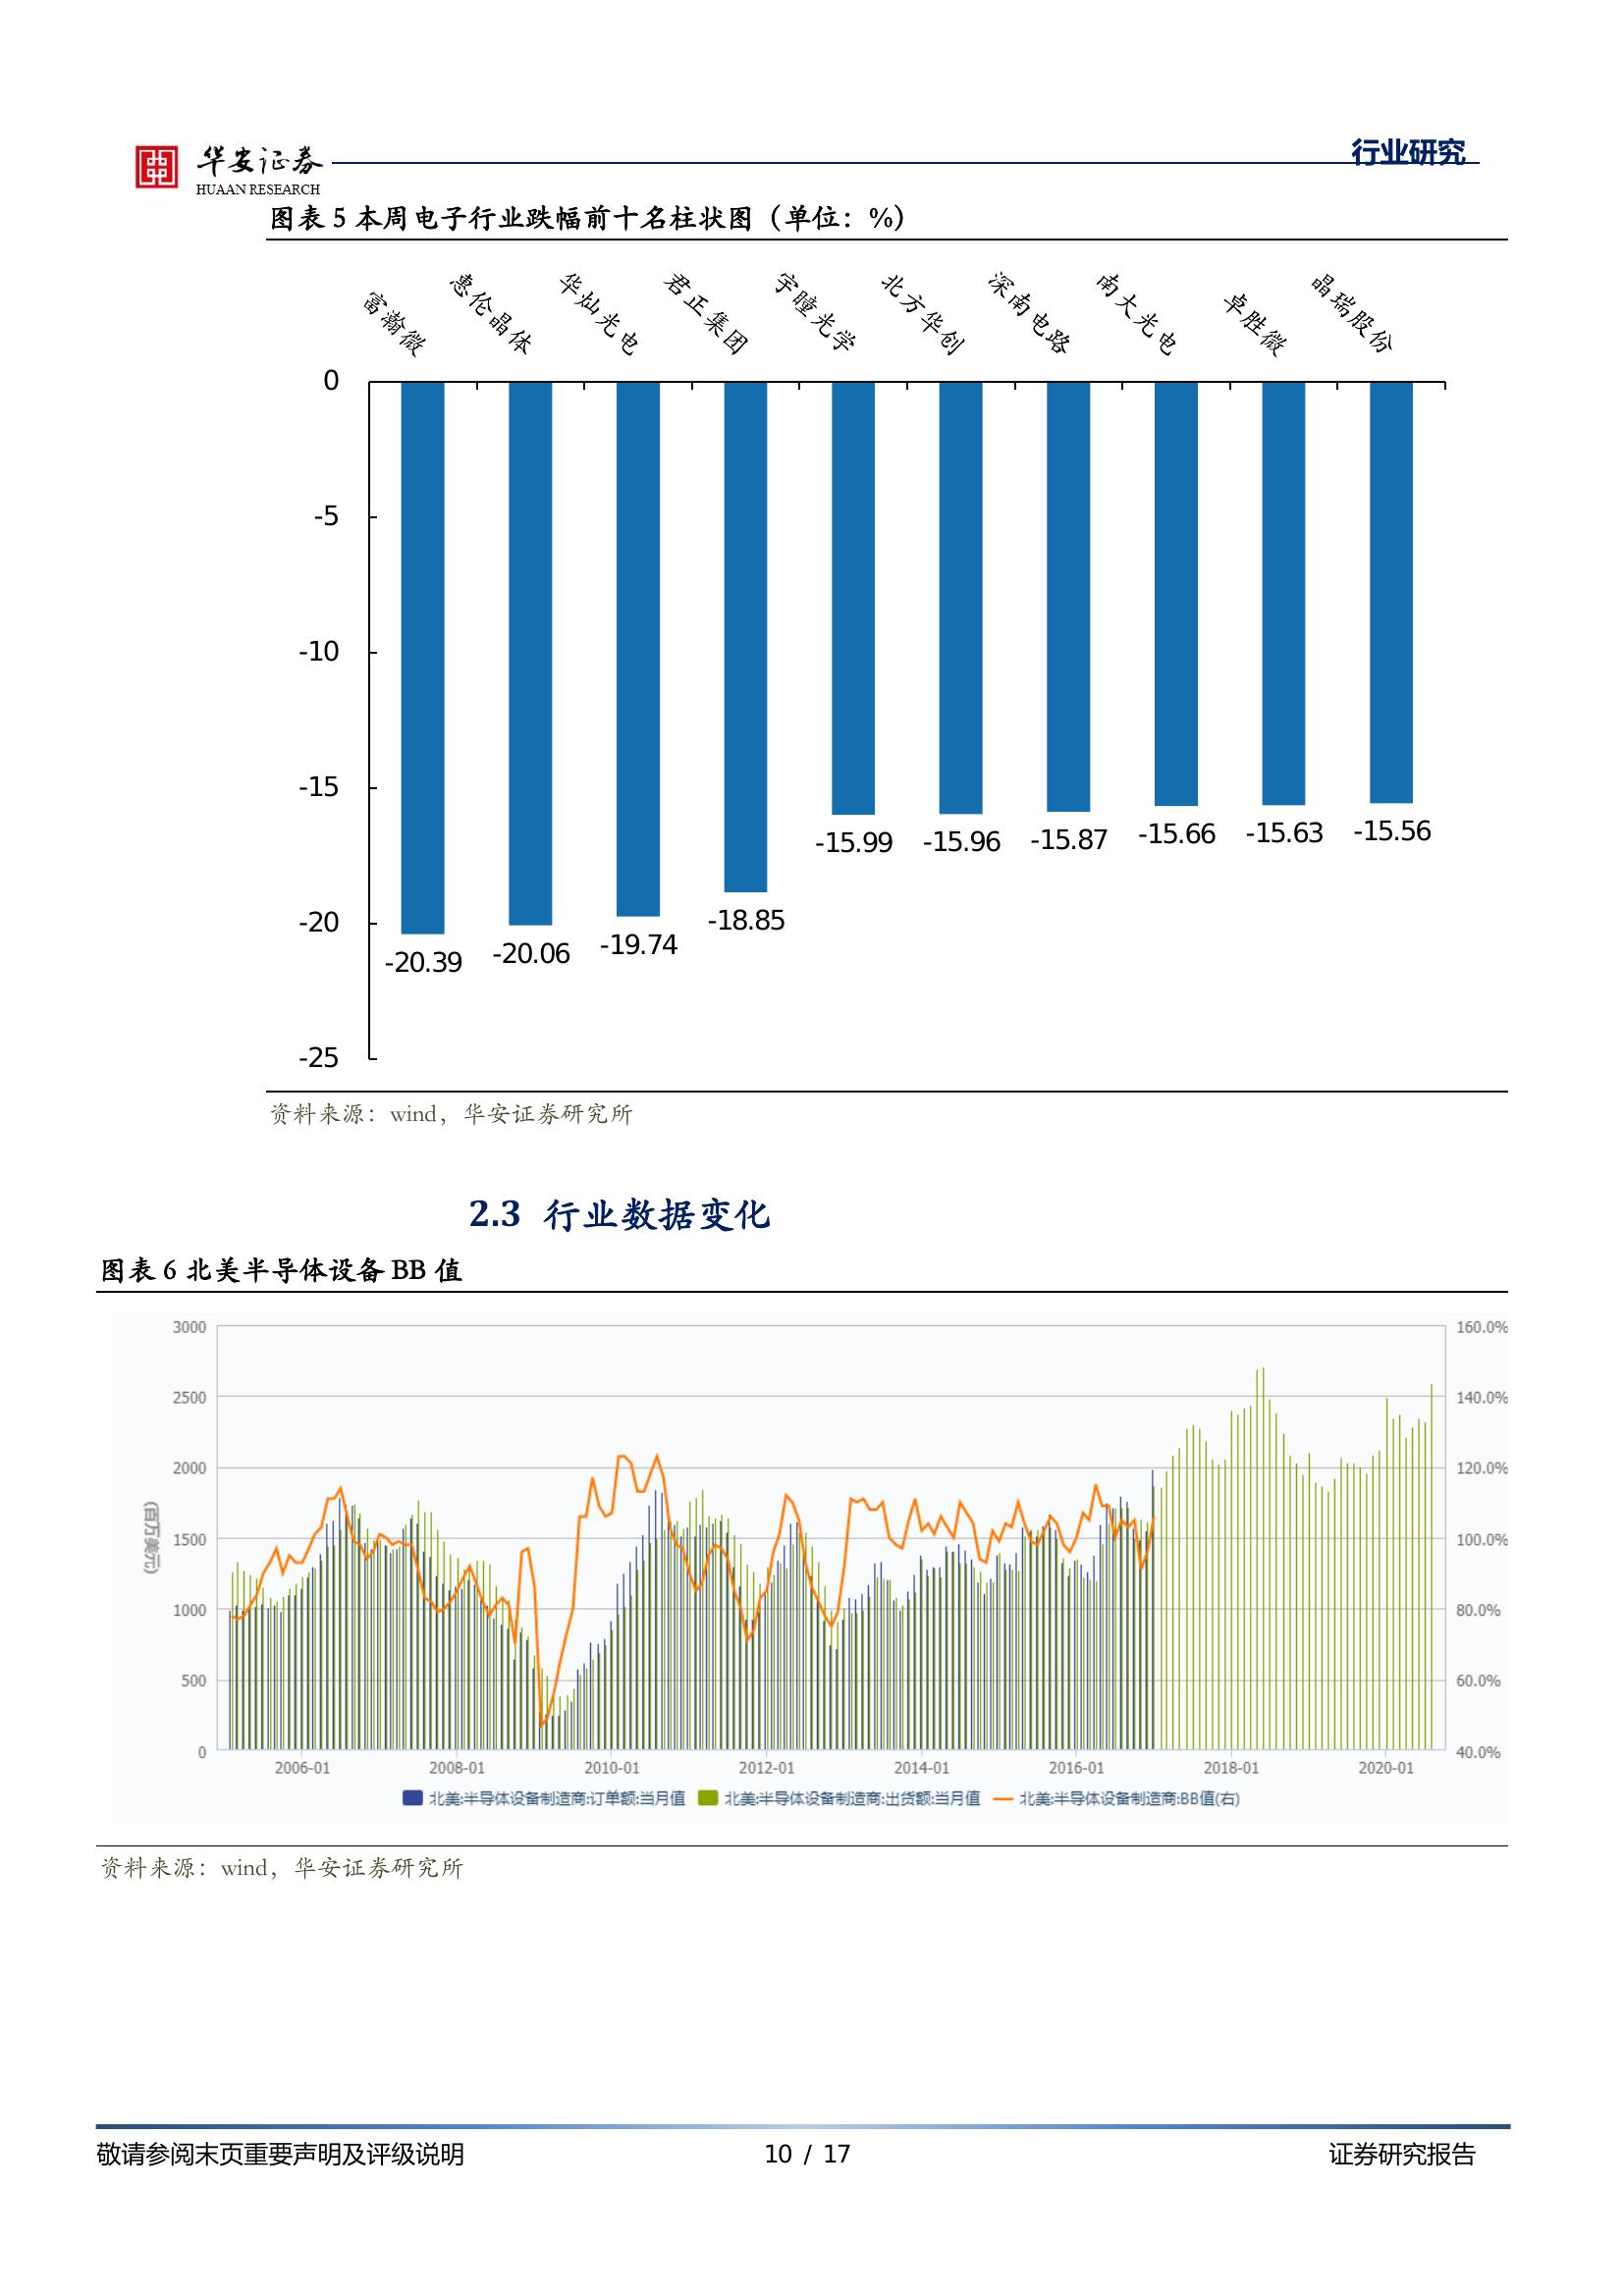 华安证券
HUAAN RESEARCH
行业研究
图表 5 本周电子行业跌幅前十名柱状图（单位：%）
富瀚微
惠伦晶体
华灿光电
君正集团
宇瞳光学
北方华创
深南电路
南大光电
卓胜微
晶瑞股份
0
-5
-10
-15
-20
-25
-20.39
-20.06
-19.74
-18.85
-15.99
-15.96
-15.87
-15.66
-15.63
-15.56
资料来源：wind，华安证券研究所
2.3 行业数据变化
图表 6 北美半导体设备 BB 值
3000
2500
2000
1500
1000
500
0
(百万美元)
160.0%
140.0%
120.0%
100.0%
80.0%
60.0%
40.0%
2006-01 2008-01 2010-01 2012-01 2014-01 2016-01 2018-01 2020-01
北美:半导体设备制造商:订单额:当月值 北美:半导体设备制造商:出货额:当月值 北美:半导体设备制造商:BB值(右)
资料来源：wind，华安证券研究所
敬请参阅末页重要声明及评级说明 10 / 17 证券研究报告